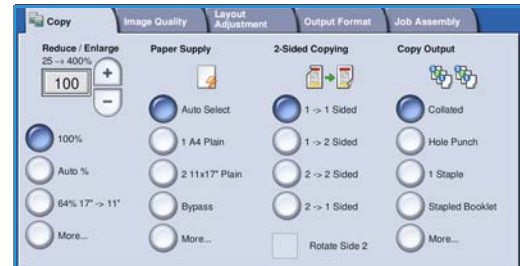 Copy
Image Quality
Layout
Adjustment
Output Format
Job Assembly
Reduce / Enlarge
25 → 400%
100
+
−
100%
Auto %
64% 17" -> 11"
More...
Paper Supply
Auto Select
1 A4 Plain
2 11x17" Plain
Bypass
More...
2-Sided Copying
1 -> 1 Sided
1 -> 2 Sided
2 -> 2 Sided
2 -> 1 Sided
Rotate Side 2
Copy Output
Collated
Hole Punch
1 Staple
Stapled Booklet
More...